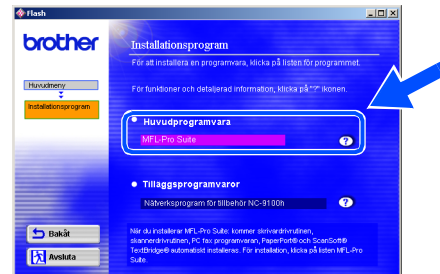 Flash
brother
Installationsprogram
För att installera en programvara, klicka på listen för programmet.
För funktioner och detaljerad information, klicka på "?" ikonen.
Huvudmeny
Installationsprogram
Huvudprogramvara
MFL-Pro Suite
?
Tilläggsprogramvaror
Nätverksprogram för tillbehör NC-9100h
?
När du installerar MFL-Pro Suite: kommer skrivardrivrutinen,
skannerdrivrutinen, PC fax programvaran, PaperPort® och ScanSoft®
TextBridge® automatiskt installeras. För installation, klicka på listen MFL-Pro
Suite.
Bakåt
Avsluta